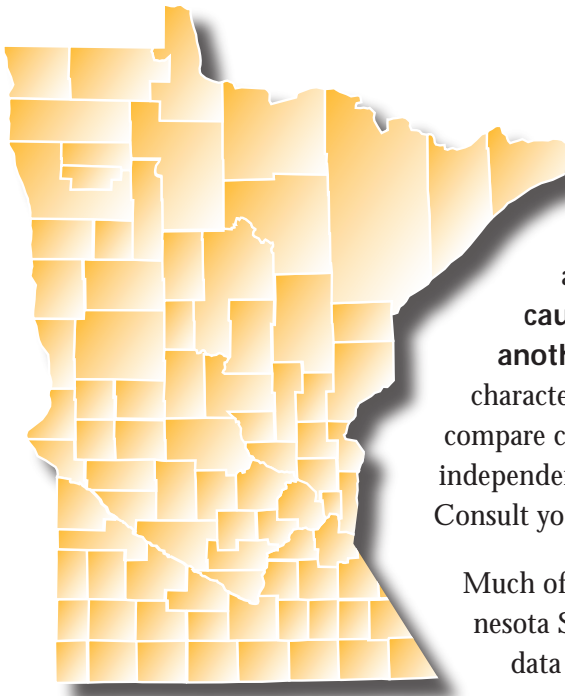 a
cau
anoth
characte
compare c
independen
Consult yo
Much of
nesota S
data